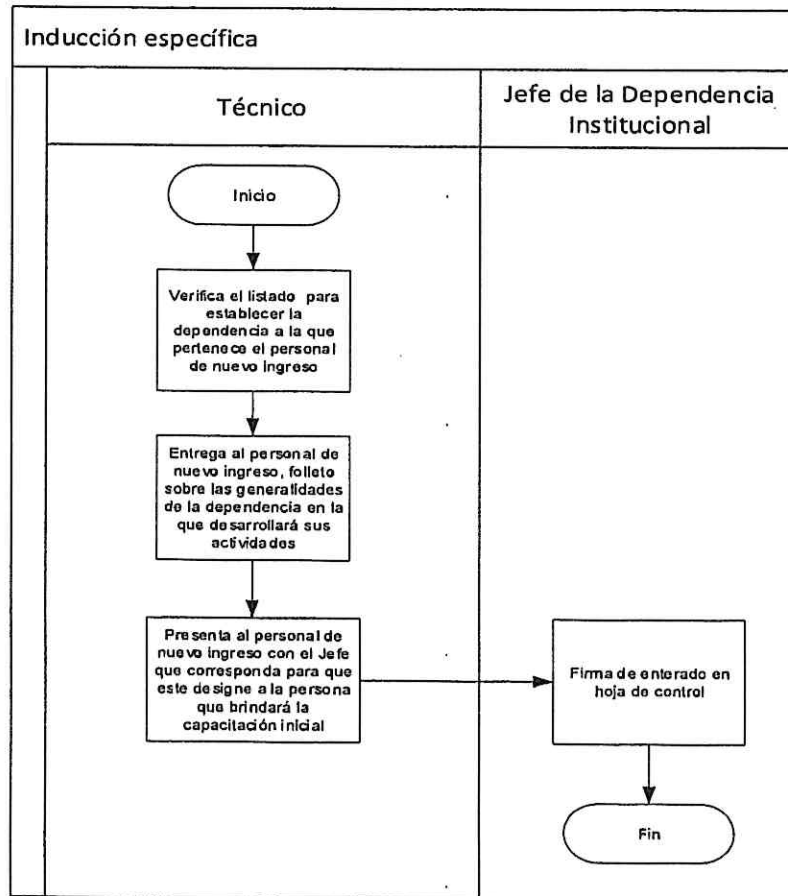 Inducción específica
Técnico
Jefe de la Dependencia
Institucional
Inicio
Verifica el listado para
establecer la
dependencia a la que
pertenece el personal
de nuevo ingreso
Entrega al personal de
nuevo ingreso, folleto
sobre las generalidades
de la dependencia en la
que desarrollará sus
actividades
Presenta al personal de
nuevo ingreso con el Jefe
que corresponda para que
este designe a la persona
que brindará la
capacitación inicial
Firma de enterado en
hoja de control
Fin